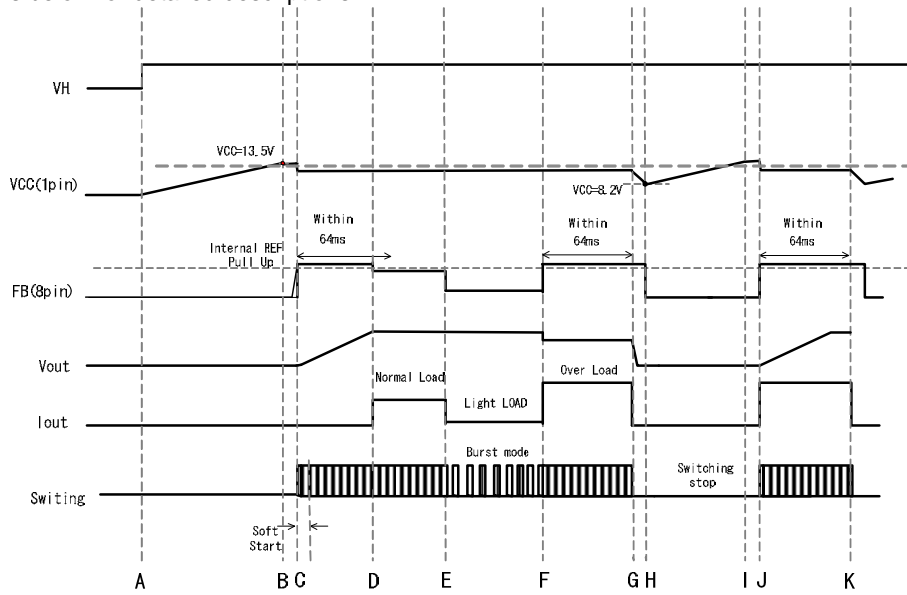 VH
VCC=13.5V
VCC(1pin)
VCC=8.2V
Within
64ms
Within
64ms
Within
64ms
Internal REF
Pull Up
FB(8pin)
Vout
Normal Load
Over Load
Light LOAD
Iout
Burst mode
Switching
stop
Switing
Soft
Start
A B C D E F G H I J K